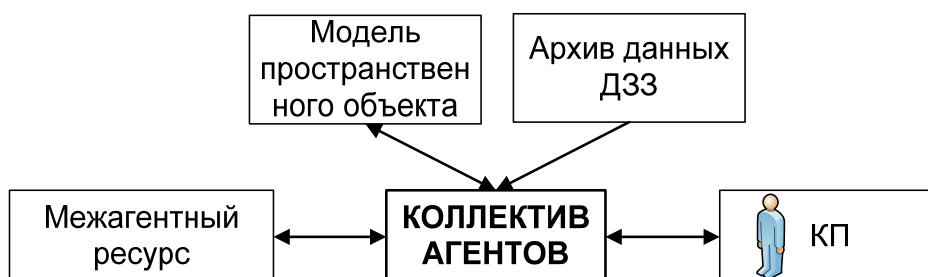 Модель
пространствен
ного объекта
Архив данных
ДЗЗ
Межагентный
ресурс
КОЛЛЕКТИВ
АГЕНТОВ
КП